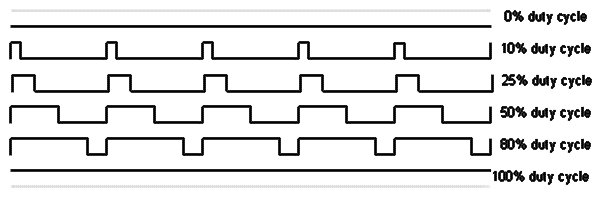 0% duty cycle
10% duty cycle
25% duty cycle
50% duty cycle
80% duty cycle
100% duty cycle